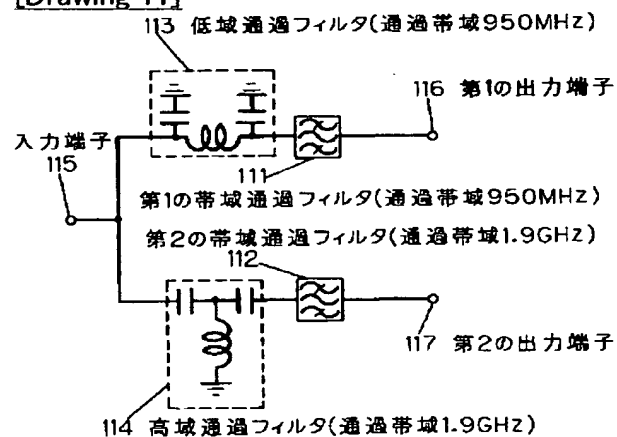 [Drawing 11]
113 低域通過フィルタ(通過帯域950MHz)
116 第1の出力端子
入力端子
115
111
第1の帯域通過フィルタ(通過帯域950MHz)
第2の帯域通過フィルタ(通過帯域1.9GHz)
112
117 第2の出力端子
114 高域通過フィルタ(通過帯域1.9GHz)